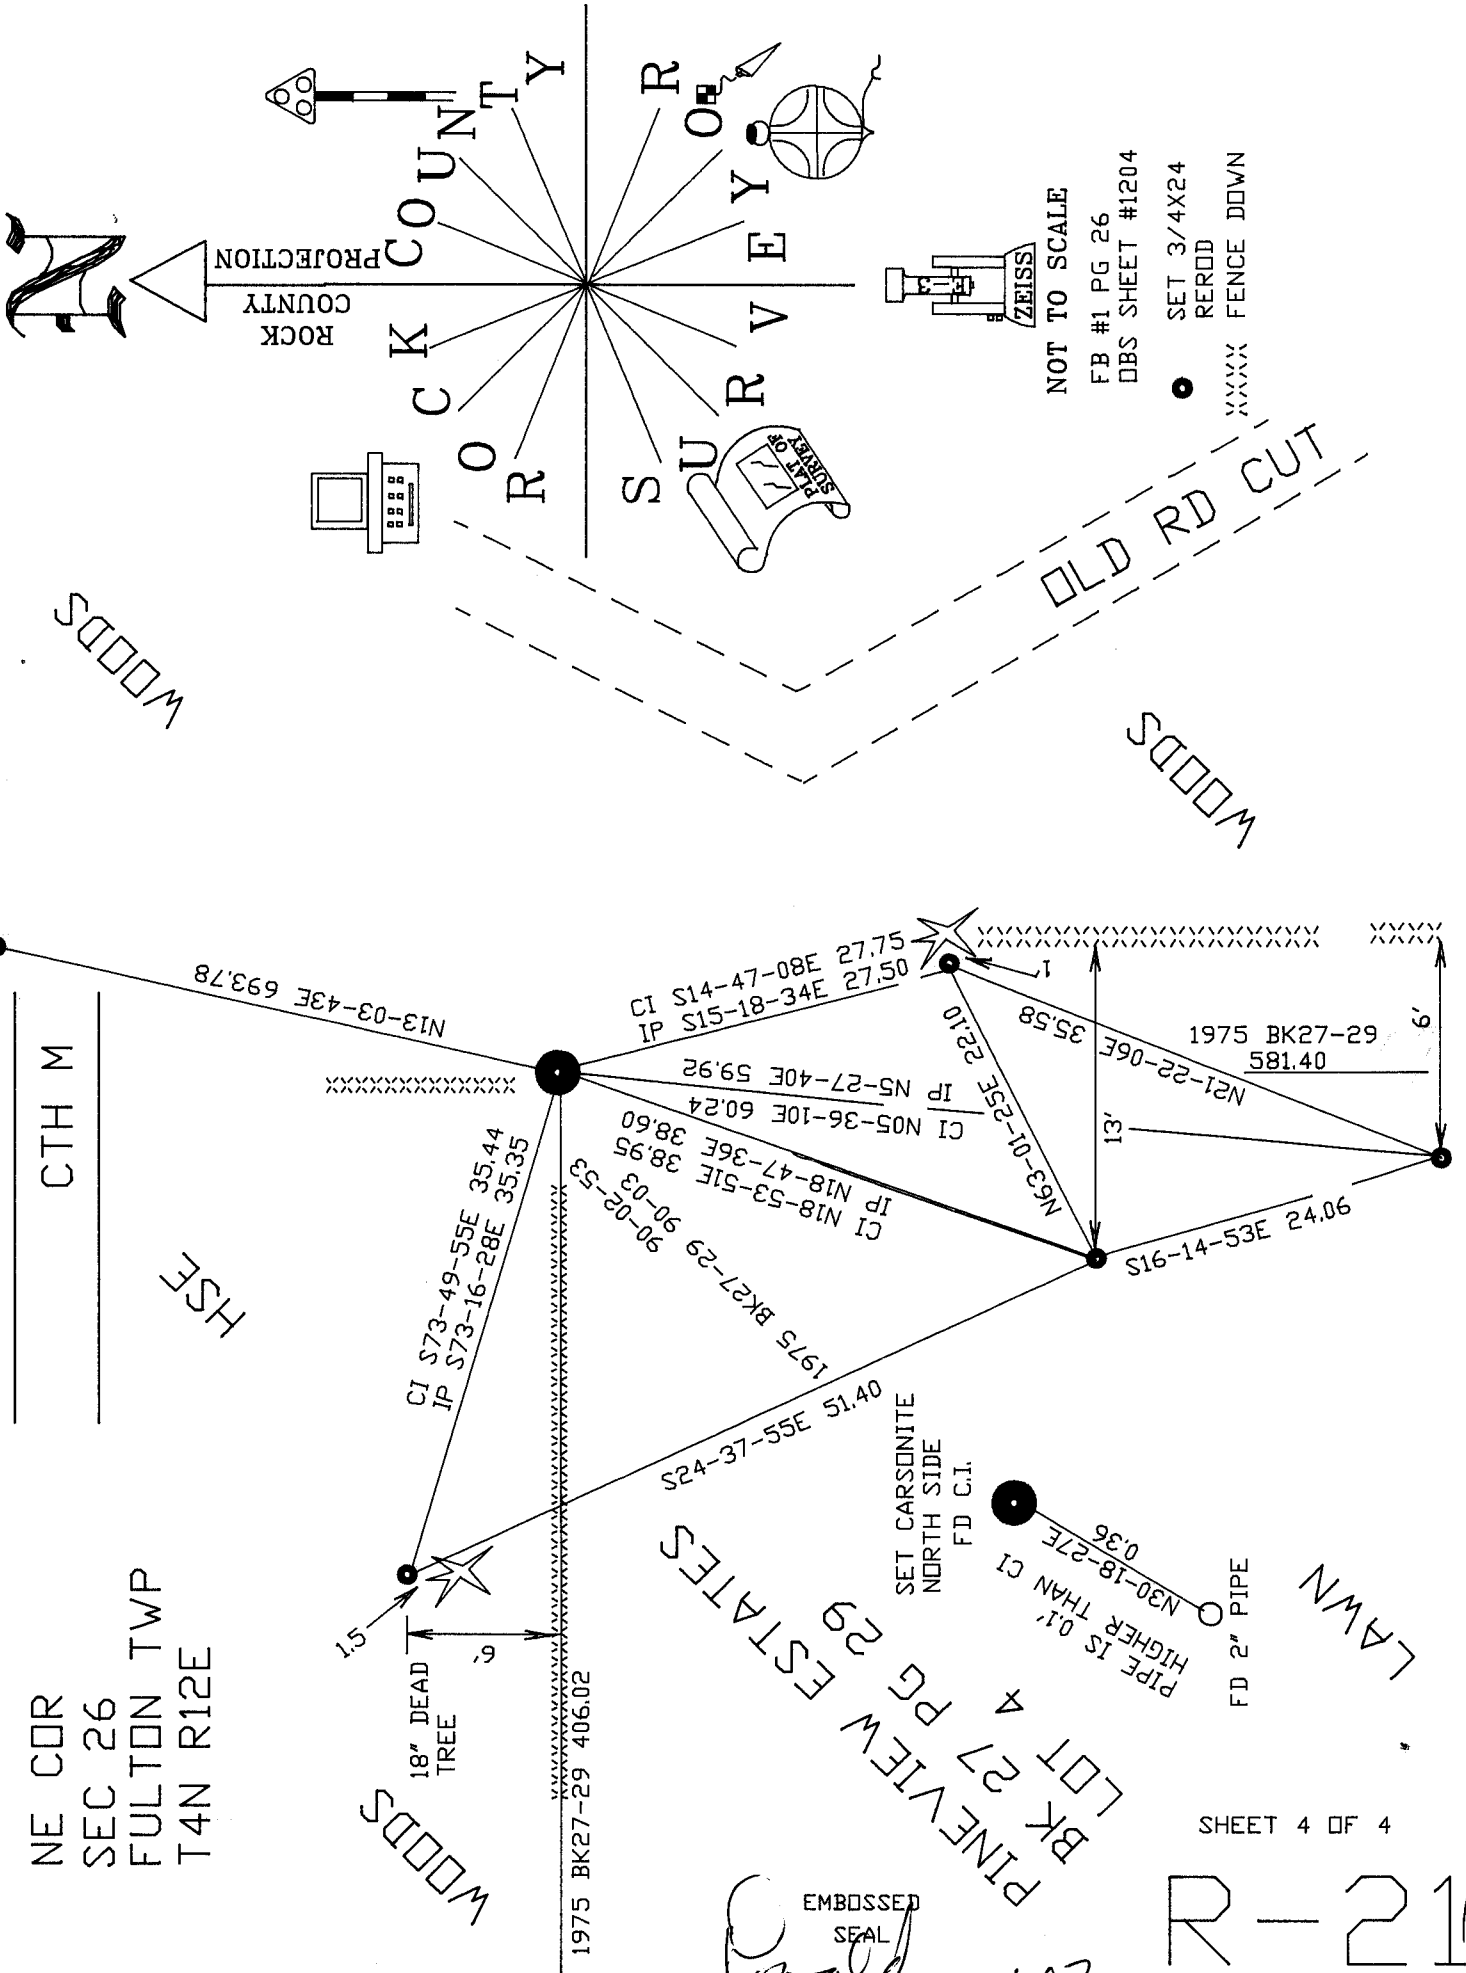 NE COR
SEC 26
FULTON TWP
T4N R12E
CTH M
HSE
WOODS
WOODS
WOODS
N13-03-43E 693.78
CI S73-49-55E 35.44
IP S73-16-28E 35.35
1.5
18" DEAD
TREE
6'
1975 BK27-29 406.02
90-02-53
1975 BK27-29 90-03
CI N18-53-51E 38.95
IP N18-47-36E 38.60
CI N05-36-10E 60.24
IP N5-27-40E 59.92
CI S14-47-08E 27.75
IP S15-18-34E 27.50
1'
N63-01-25E 22.10
N21-22-06E 35.58
13'
1975 BK27-29
581.40
6'
S16-14-53E 24.06
S24-37-55E 51.40
SET CARSONITE
NORTH SIDE
FD C.I.
N30-18-27E
0.36
PIPE IS 0.1'
HIGHER THAN CI
FD 2" PIPE
PINEVIEW ESTATES
BK 27 PG 29
LOT 4
LAWN
EMBOSSED
SEAL
SHEET 4 OF 4
R-21
OLD RD CUT
N
ROCK
COUNTY
PROJECTION
ROCK COUNTY
SURVEYOR
PLAT OF
SURVEY
ZEISS
NOT TO SCALE
FB #1 PG 26
OBS SHEET #1204
SET 3/4X24
REROD
FENCE DOWN